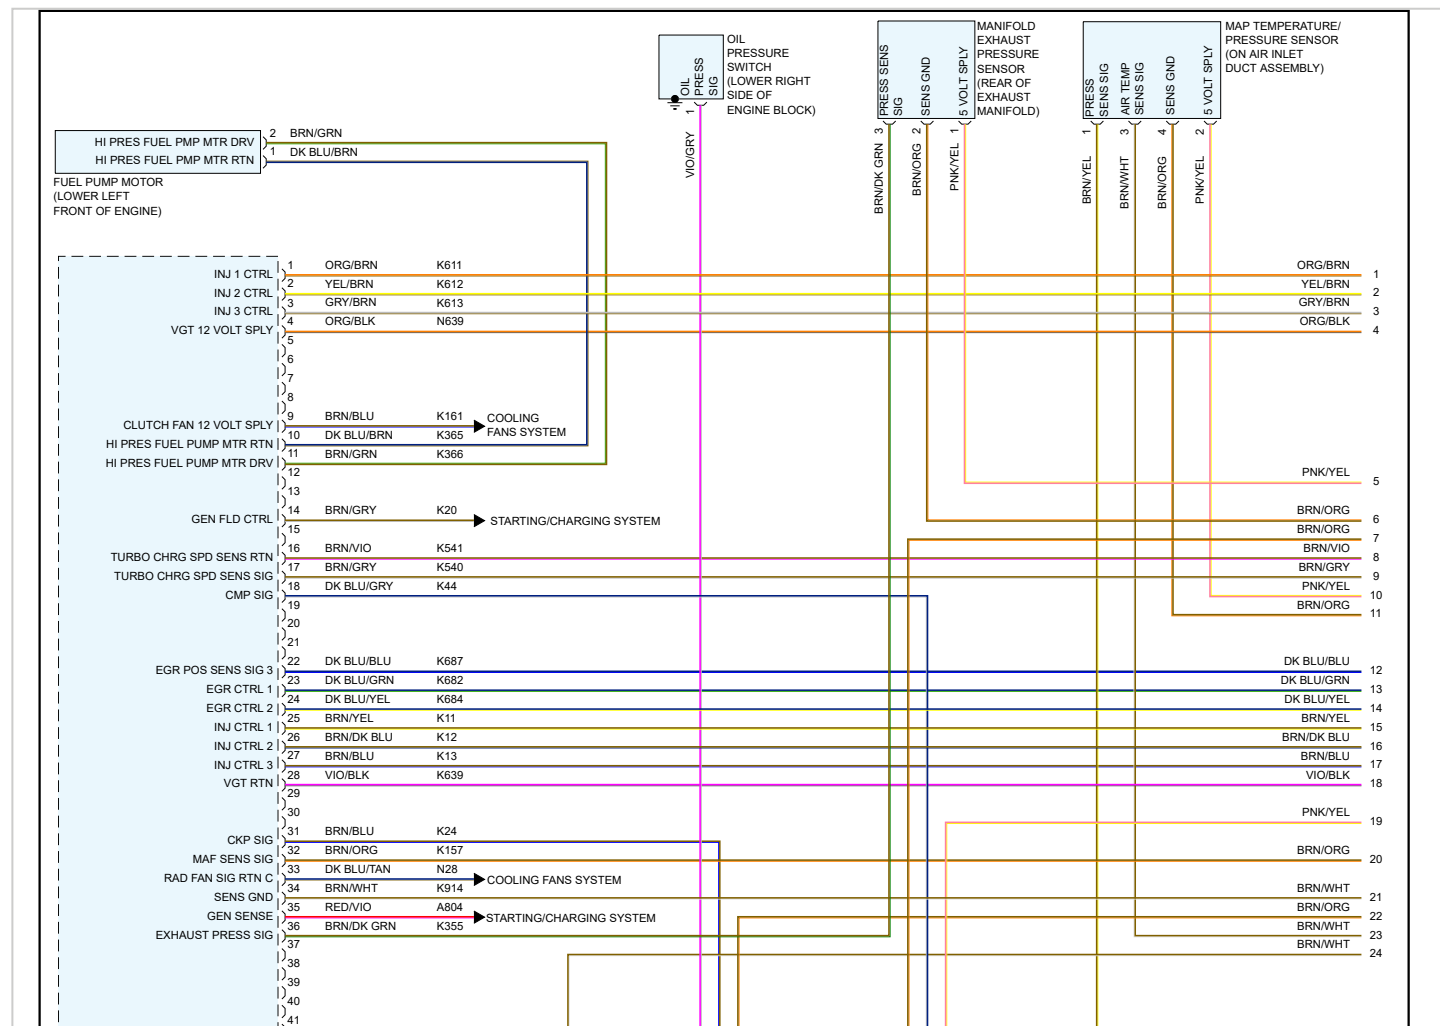 OIL
PRESSURE
SWITCH
(LOWER RIGHT
SIDE OF
ENGINE BLOCK)
OIL
PRESS
SIG
1
VIO/GRY
MANIFOLD
EXHAUST
PRESSURE
SENSOR
(REAR OF
EXHAUST
MANIFOLD)
PRESS SENS
SIG
SENS GND
5 VOLT SPLY
3
2
1
BRN/DK GRN
BRN/ORG
PNK/YEL
MAP TEMPERATURE/
PRESSURE SENSOR
(ON AIR INLET
DUCT ASSEMBLY)
PRESS
SENS SIG
AIR TEMP
SENS SIG
SENS GND
5 VOLT SPLY
1
3
4
2
BRN/YEL
BRN/WHT
BRN/ORG
PNK/YEL
HI PRES FUEL PMP MTR DRV 2 BRN/GRN
HI PRES FUEL PMP MTR RTN 1 DK BLU/BRN
FUEL PUMP MOTOR
(LOWER LEFT
FRONT OF ENGINE)
INJ 1 CTRL 1 ORG/BRN K611 ORG/BRN 1
INJ 2 CTRL 2 YEL/BRN K612 YEL/BRN 2
INJ 3 CTRL 3 GRY/BRN K613 GRY/BRN 3
VGT 12 VOLT SPLY 4 ORG/BLK N639 ORG/BLK 4
5
6
7
8
CLUTCH FAN 12 VOLT SPLY 9 BRN/BLU K161 COOLING
FANS SYSTEM
HI PRES FUEL PUMP MTR RTN 10 DK BLU/BRN K365
HI PRES FUEL PUMP MTR DRV 11 BRN/GRN K366
12
PNK/YEL 5
13
GEN FLD CTRL 14 BRN/GRY K20 STARTING/CHARGING SYSTEM BRN/ORG 6
15 BRN/ORG 7
TURBO CHRG SPD SENS RTN 16 BRN/VIO K541 BRN/VIO 8
TURBO CHRG SPD SENS SIG 17 BRN/GRY K540 BRN/GRY 9
CMP SIG 18 DK BLU/GRY K44 PNK/YEL 10
19 BRN/ORG 11
20
21
EGR POS SENS SIG 3 22 DK BLU/BLU K687 DK BLU/BLU 12
EGR CTRL 1 23 DK BLU/GRN K682 DK BLU/GRN 13
EGR CTRL 2 24 DK BLU/YEL K684 DK BLU/YEL 14
INJ CTRL 1 25 BRN/YEL K11 BRN/YEL 15
INJ CTRL 2 26 BRN/DK BLU K12 BRN/DK BLU 16
INJ CTRL 3 27 BRN/BLU K13 BRN/BLU 17
VGT RTN 28 VIO/BLK K639 VIO/BLK 18
29
30 PNK/YEL 19
CKP SIG 31 BRN/BLU K24
MAF SENS SIG 32 BRN/ORG K157 BRN/ORG 20
RAD FAN SIG RTN C 33 DK BLU/TAN N28 COOLING FANS SYSTEM
SENS GND 34 BRN/WHT K914 BRN/WHT 21
GEN SENSE 35 RED/VIO A804 STARTING/CHARGING SYSTEM BRN/ORG 22
EXHAUST PRESS SIG 36 BRN/DK GRN K355 BRN/WHT 23
37 BRN/WHT 24
38
39
40
41